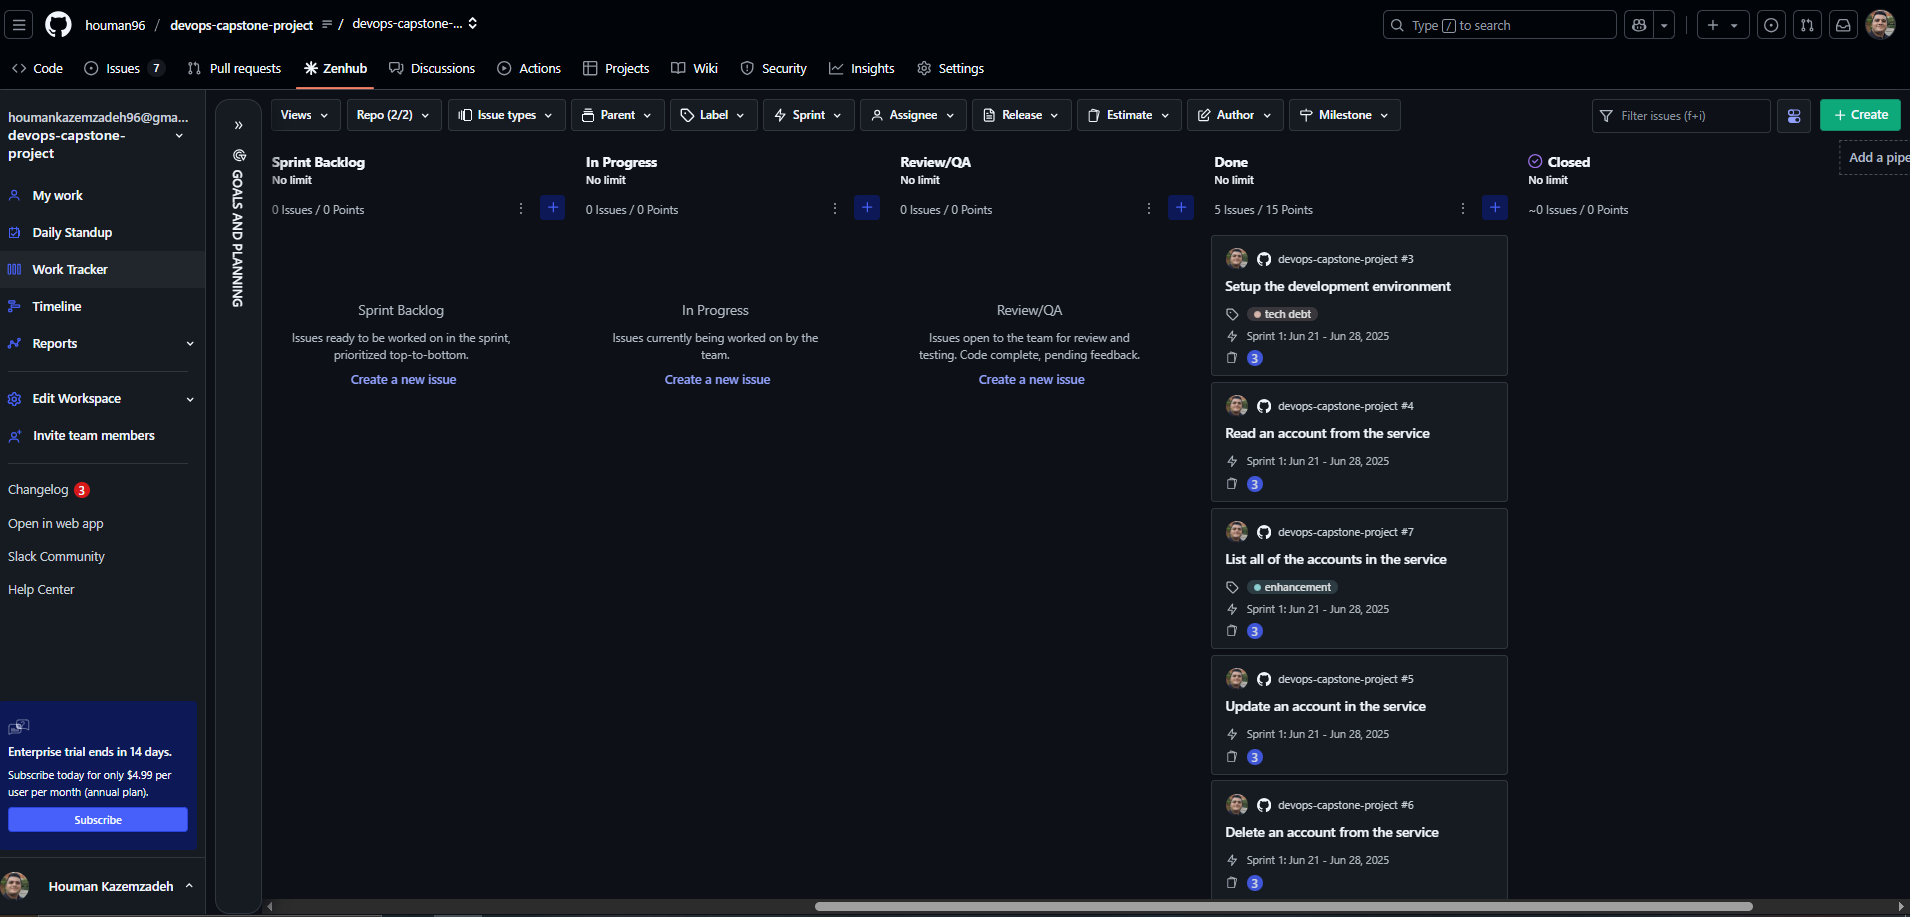 houman96 / devops-capstone-project / devops-capstone-...
Type / to search
Code
Issues 7
Pull requests
Zenhub
Discussions
Actions
Projects
Wiki
Security
Insights
Settings
houmankazemzadeh96@gma...
devops-capstone-
project
My work
Daily Standup
Work Tracker
Timeline
Reports
Edit Workspace
Invite team members
Changelog 3
Open in web app
Slack Community
Help Center
Enterprise trial ends in 14 days.
Subscribe today for only $4.99 per
user per month (annual plan).
Subscribe
Houman Kazemzadeh
GOALS AND PLANNING
Views
Repo (2/2)
Issue types
Parent
Label
Sprint
Assignee
Release
Estimate
Author
Milestone
Filter issues (f+i)
+ Create
Sprint Backlog
No limit
0 Issues / 0 Points
Sprint Backlog
Issues ready to be worked on in the sprint,
prioritized top-to-bottom.
Create a new issue
In Progress
No limit
0 Issues / 0 Points
In Progress
Issues currently being worked on by the
team.
Create a new issue
Review/QA
No limit
0 Issues / 0 Points
Review/QA
Issues open to the team for review and
testing. Code complete, pending feedback.
Create a new issue
Done
No limit
5 Issues / 15 Points
devops-capstone-project #3
Setup the development environment
tech debt
Sprint 1: Jun 21 - Jun 28, 2025
3
devops-capstone-project #4
Read an account from the service
Sprint 1: Jun 21 - Jun 28, 2025
3
devops-capstone-project #7
List all of the accounts in the service
enhancement
Sprint 1: Jun 21 - Jun 28, 2025
3
devops-capstone-project #5
Update an account in the service
Sprint 1: Jun 21 - Jun 28, 2025
3
devops-capstone-project #6
Delete an account from the service
Sprint 1: Jun 21 - Jun 28, 2025
3
Closed
No limit
~0 Issues / 0 Points
Add a pipe